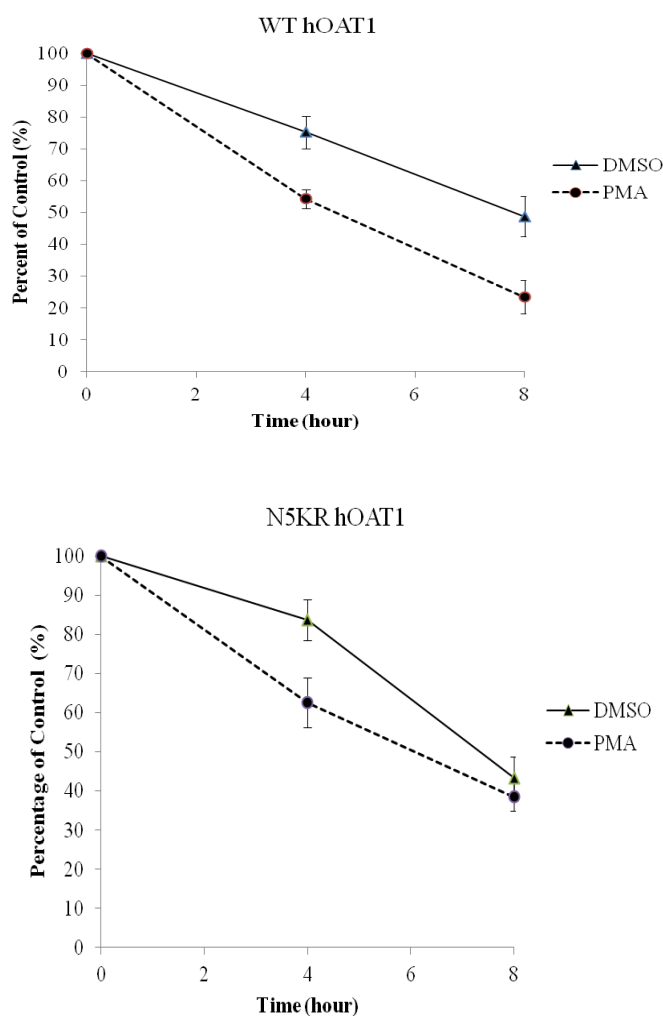 WT hOAT1
Percent of Control (%)
100
90
80
70
60
50
40
30
20
10
0
0 2 4 6 8
Time (hour)
DMSO
PMA
N5KR hOAT1
Percentage of Control (%)
100
90
80
70
60
50
40
30
20
10
0
0 2 4 6 8
Time (hour)
DMSO
PMA